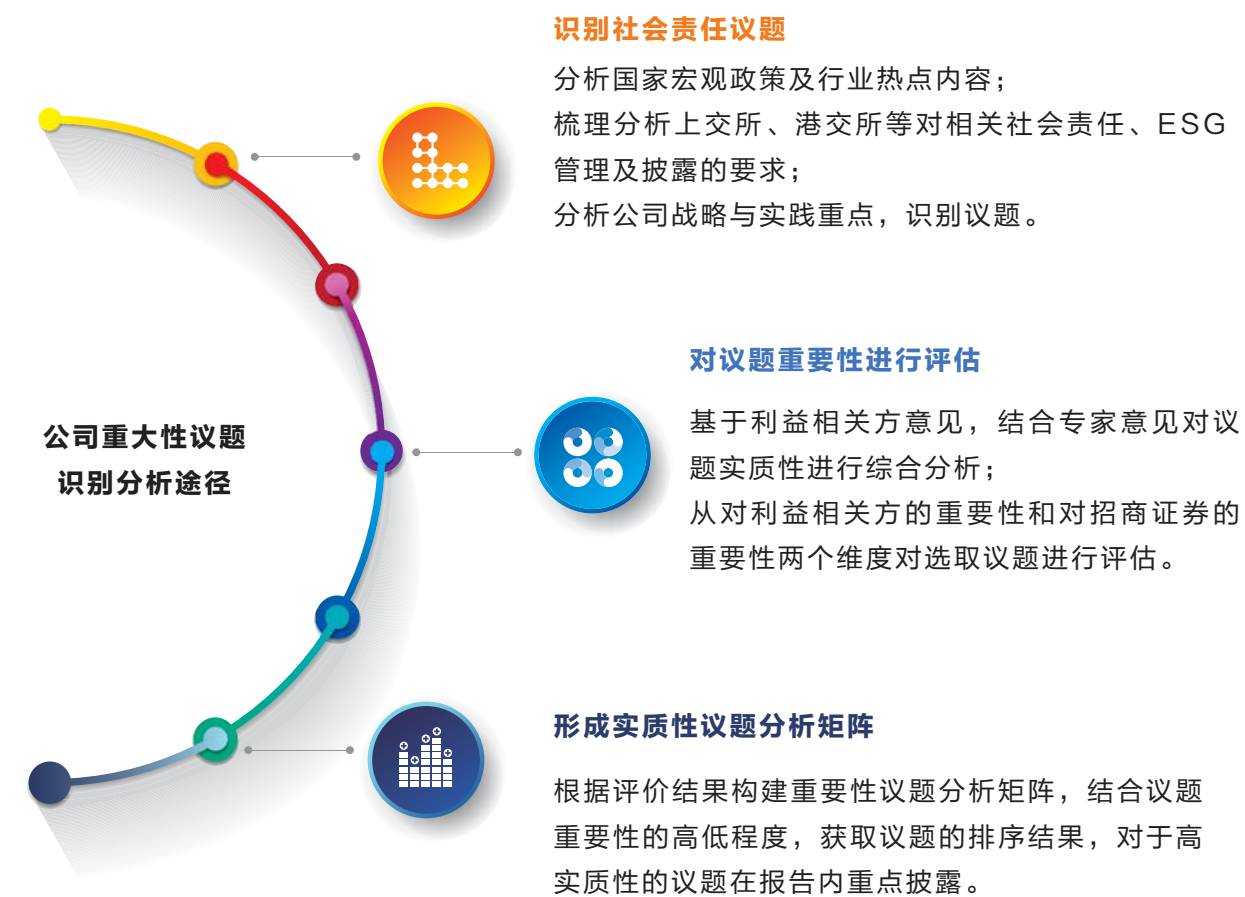 识别社会责任议题
分析国家宏观政策及行业热点内容；
梳理分析上交所、港交所等对相关社会责任、ESG
管理及披露的要求；
分析公司战略与实践重点，识别议题。
公司重大性议题
识别分析途径
对议题重要性进行评估
基于利益相关方意见，结合专家意见对议
题实质性进行综合分析；
从对利益相关方的重要性和对招商证券的
重要性两个维度对选取议题进行评估。
形成实质性议题分析矩阵
根据评价结果构建重要性议题分析矩阵，结合议题
重要性的高低程度，获取议题的排序结果，对于高
实质性的议题在报告内重点披露。